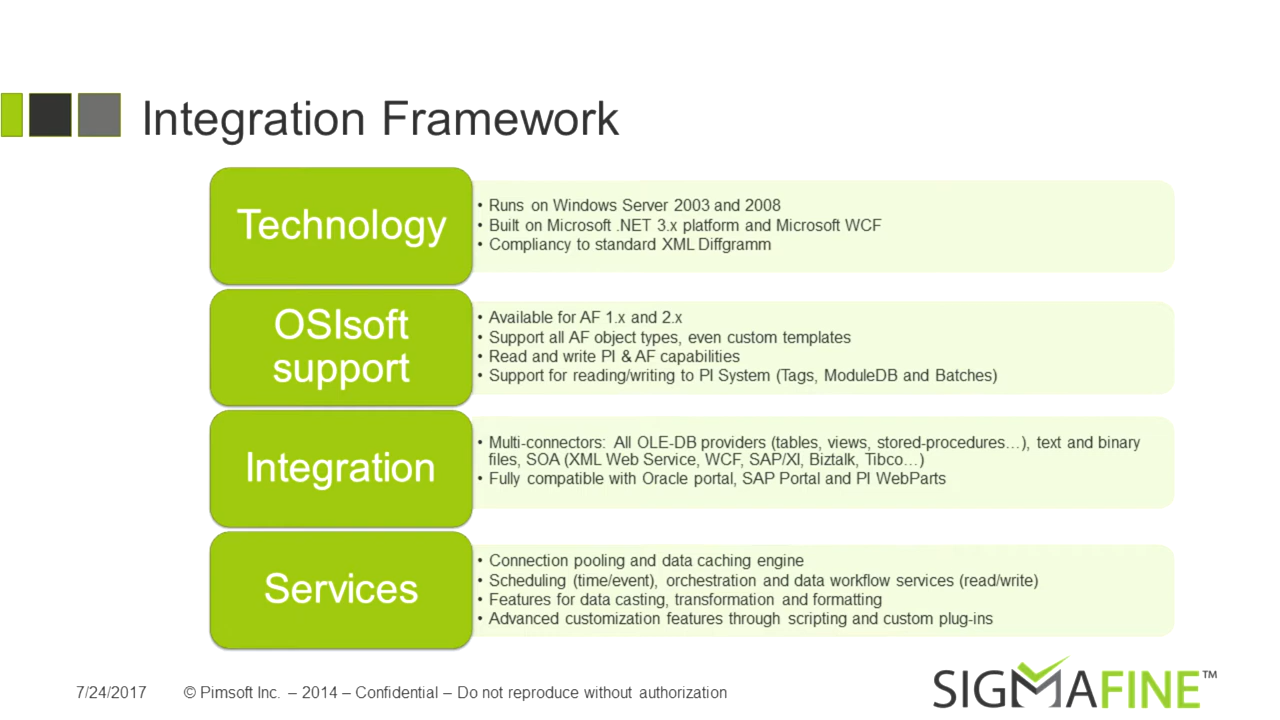 Integration Framework
Technology
• Runs on Windows Server 2003 and 2008
• Built on Microsoft .NET 3.x platform and Microsoft WCF
• Compliancy to standard XML Diffgramm
OSIsoft
support
• Available for AF 1.x and 2.x
• Support all AF object types, even custom templates
• Read and write PI & AF capabilities
• Support for reading/writing to PI System (Tags, ModuleDB and Batches)
Integration
• Multi-connectors: All OLE-DB providers (tables, views, stored-procedures…), text and binary
files, SOA (XML Web Service, WCF, SAP/XI, Biztalk, Tibco…)
• Fully compatible with Oracle portal, SAP Portal and PI WebParts
Services
• Connection pooling and data caching engine
• Scheduling (time/event), orchestration and data workflow services (read/write)
• Features for data casting, transformation and formatting
• Advanced customization features through scripting and custom plug-ins
7/24/2017 © Pimsoft Inc. – 2014 – Confidential – Do not reproduce without authorization
SIGMAFINE™